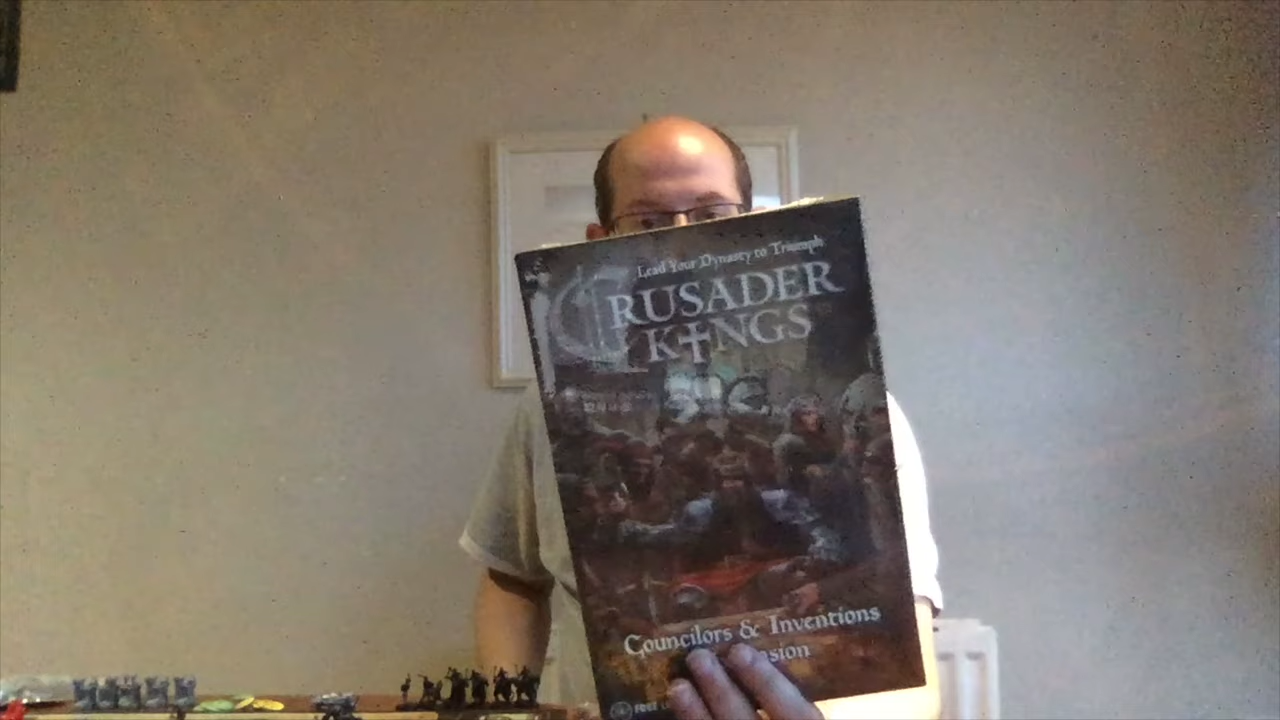 Lead Your Dynasty to Triumph
CRUSADER
KINGS
Councilors & Inventions